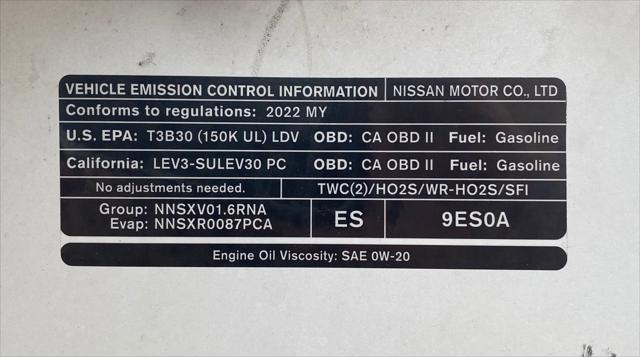 VEHICLE EMISSION CONTROL INFORMATION NISSAN MOTOR CO., LTD
Conforms to regulations: 2022 MY
U.S. EPA: T3B30 (150K UL) LDV OBD: CA OBD II Fuel: Gasoline
California: LEV3-SULEV30 PC OBD: CA OBD II Fuel: Gasoline
No adjustments needed. TWC(2)/HO2S/WR-HO2S/SFI
Group: NNSXV01.6RNA
Evap: NNSXR0087PCA
ES 9ES0A
Engine Oil Viscosity: SAE 0W-20